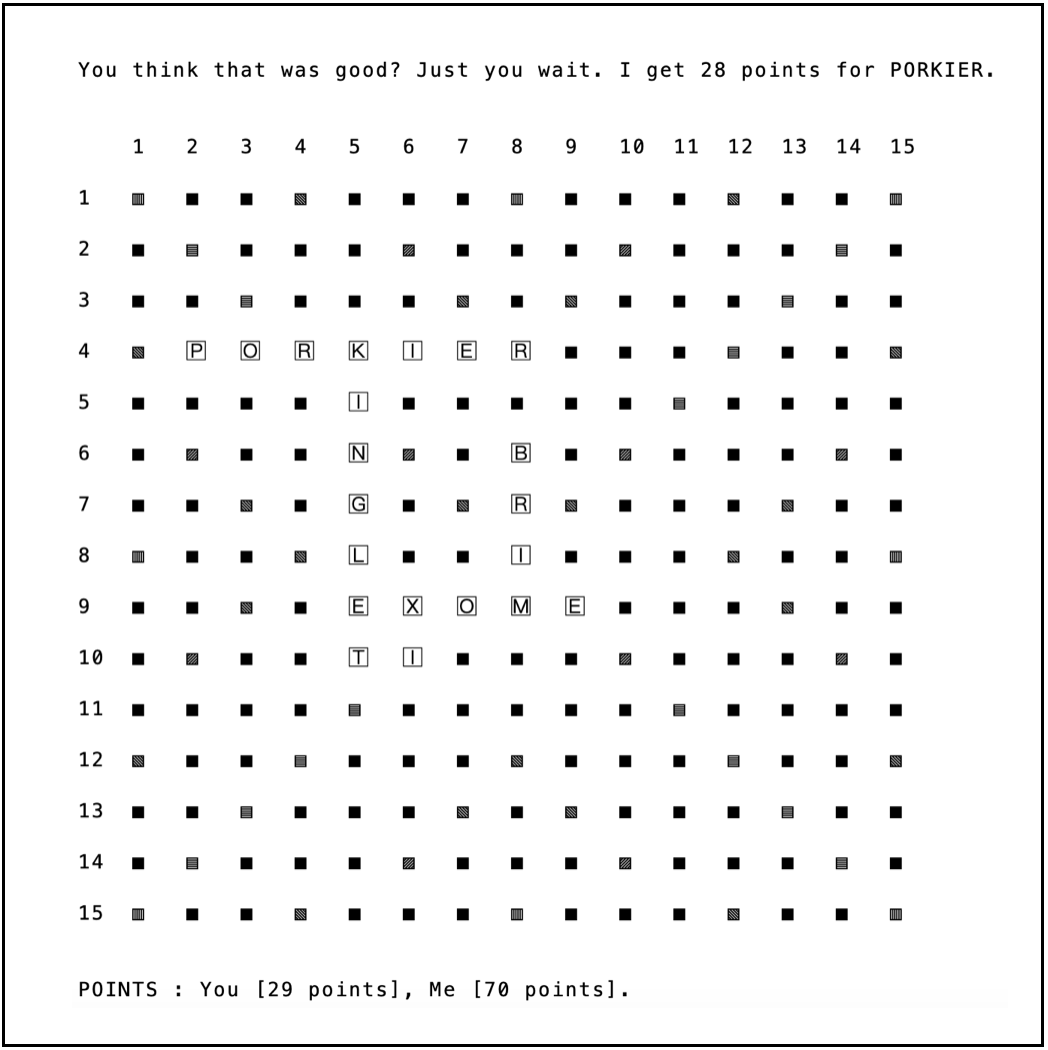 You think that was good? Just you wait. I get 28 points for PORKIER.
1 2 3 4 5 6 7 8 9 10 11 12 13 14 15
1
2
3
4 P O R K I E R
5 I
6 N B
7 G R
8 L I
9 E X O M E
10 T I
11
12
13
14
15
POINTS : You [29 points], Me [70 points].